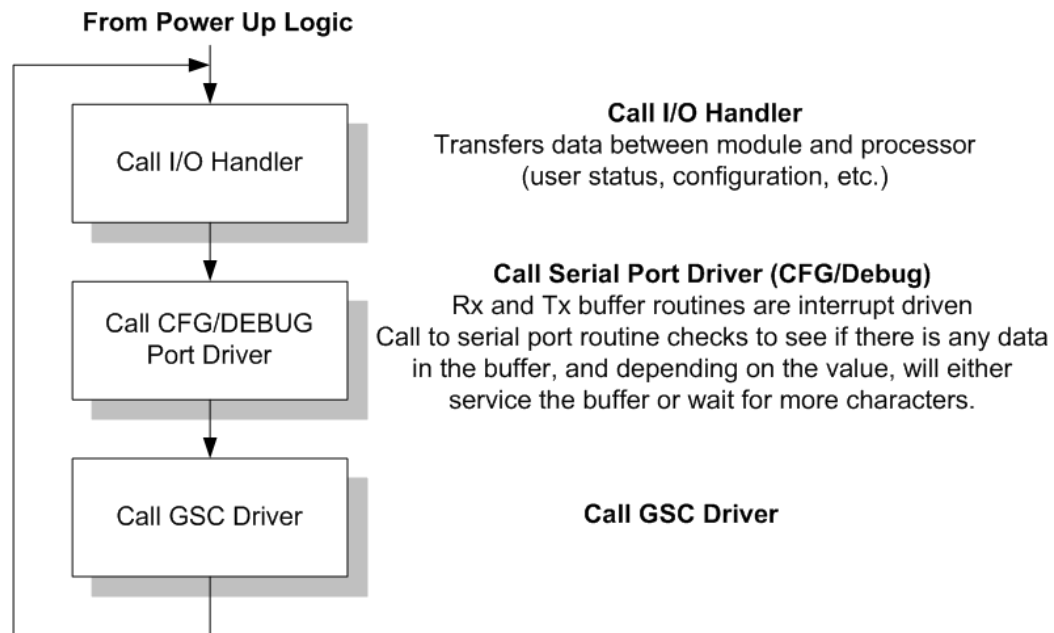 From Power Up Logic
Call I/O Handler
Call I/O Handler
Transfers data between module and processor
(user status, configuration, etc.)
Call CFG/DEBUG
Port Driver
Call Serial Port Driver (CFG/Debug)
Rx and Tx buffer routines are interrupt driven
Call to serial port routine checks to see if there is any data
in the buffer, and depending on the value, will either
service the buffer or wait for more characters.
Call GSC Driver
Call GSC Driver